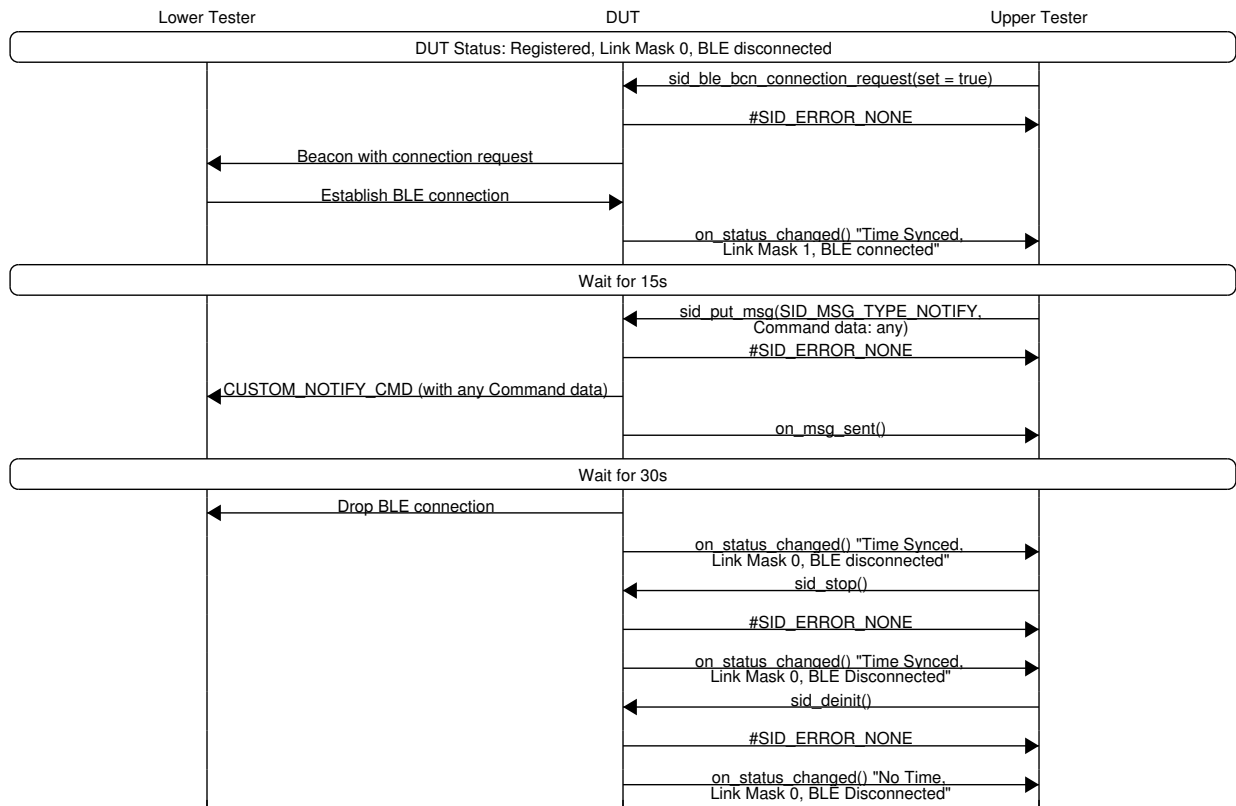 Lower Tester DUT Upper Tester
DUT Status: Registered, Link Mask 0, BLE disconnected
sid_ble_bcn_connection_request(set = true)
#SID_ERROR_NONE
Beacon with connection request
Establish BLE connection
on_status_changed() "Time Synced,
Link Mask 1, BLE connected"
Wait for 15s
sid_put_msg(SID_MSG_TYPE_NOTIFY,
Command data: any)
#SID_ERROR_NONE
CUSTOM_NOTIFY_CMD (with any Command data)
on_msg_sent()
Wait for 30s
Drop BLE connection
on_status_changed() "Time Synced,
Link Mask 0, BLE disconnected"
sid_stop()
#SID_ERROR_NONE
on_status_changed() "Time Synced,
Link Mask 0, BLE Disconnected"
sid_deinit()
#SID_ERROR_NONE
on_status_changed() "No Time,
Link Mask 0, BLE Disconnected"